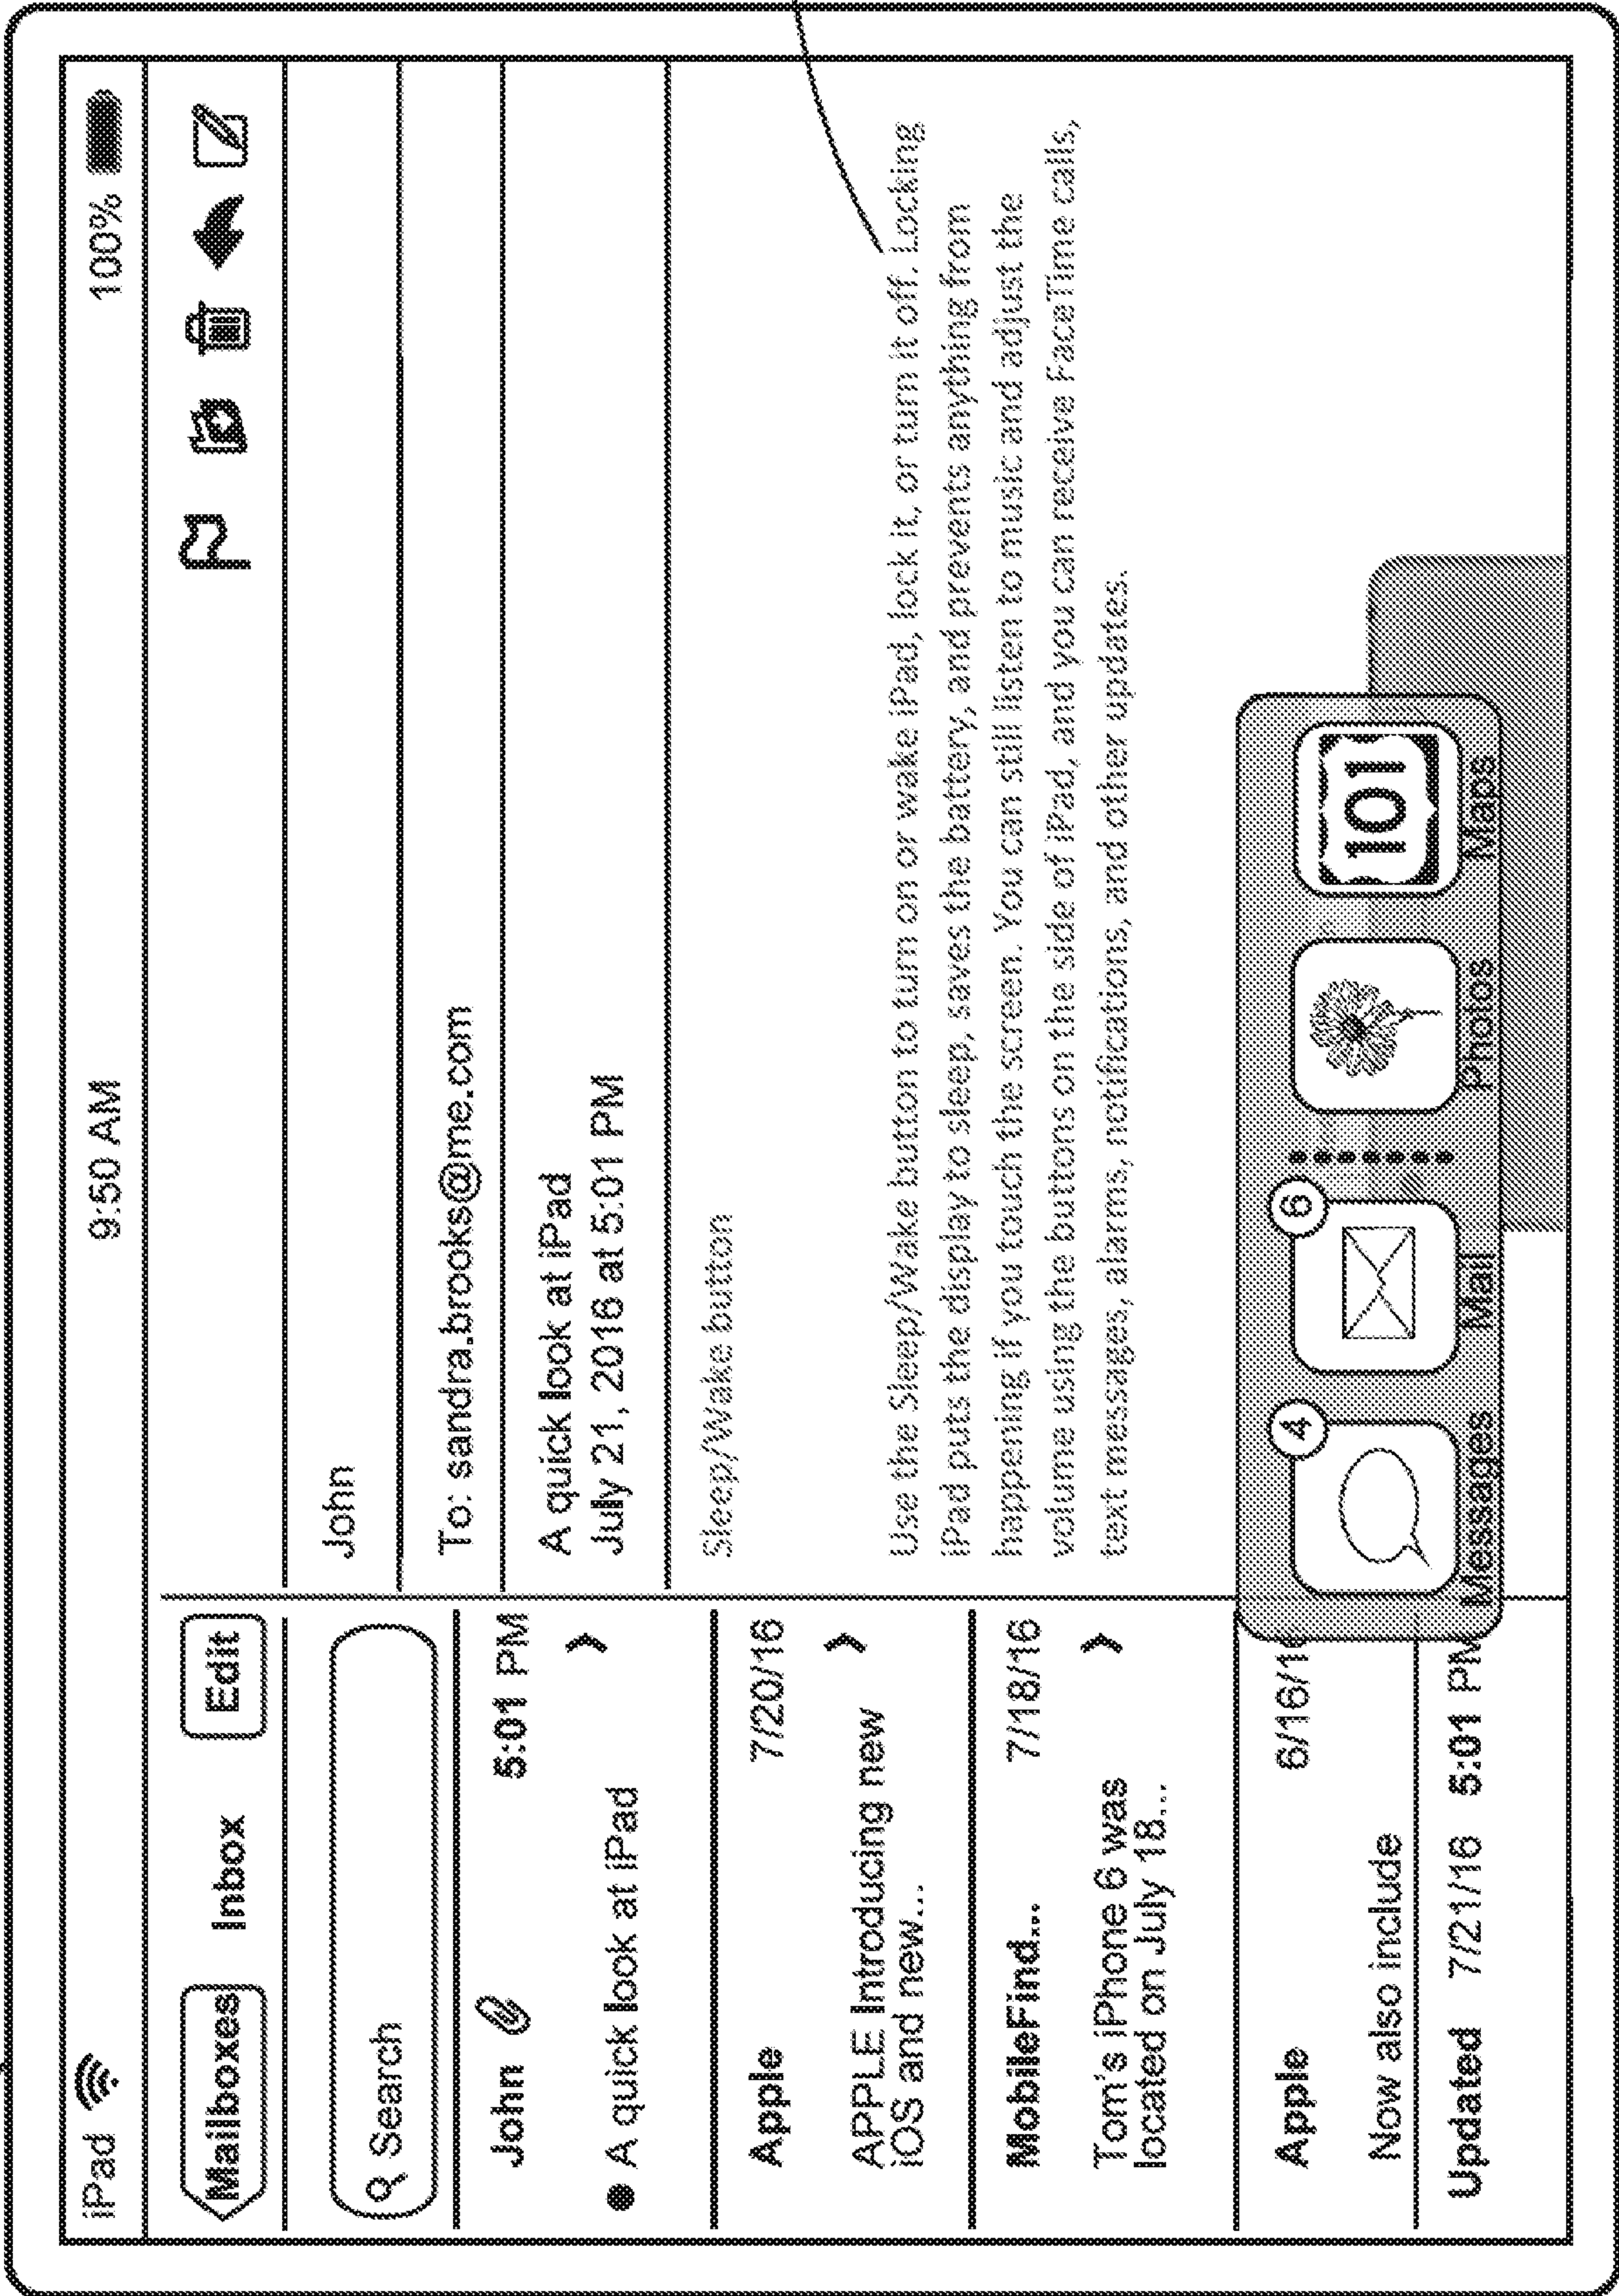 iPad 9:50 AM 100%
Mailboxes Inbox Edit
Search
John 5:01 PM
A quick look at iPad
Apple 7/20/16
APPLE Introducing new
iOS and new...
MobileFind... 7/18/16
Tom's iPhone 6 was
located on July 18...
Apple 6/16/1
Now also include
Updated 7/21/16 5:01 PM
John
To: sandra.brooks@me.com
A quick look at iPad
July 21, 2016 at 5:01 PM
Sleep/Wake button
Use the Sleep/Wake button to turn on or wake iPad, lock it, or turn it off. Locking
iPad puts the display to sleep, saves the battery, and prevents anything from
happening if you touch the screen. You can still listen to music and adjust the
volume using the buttons on the side of iPad, and you can receive FaceTime calls,
text messages, alarms, notifications, and other updates.
4 6 101
Messages Mail Photos Maps